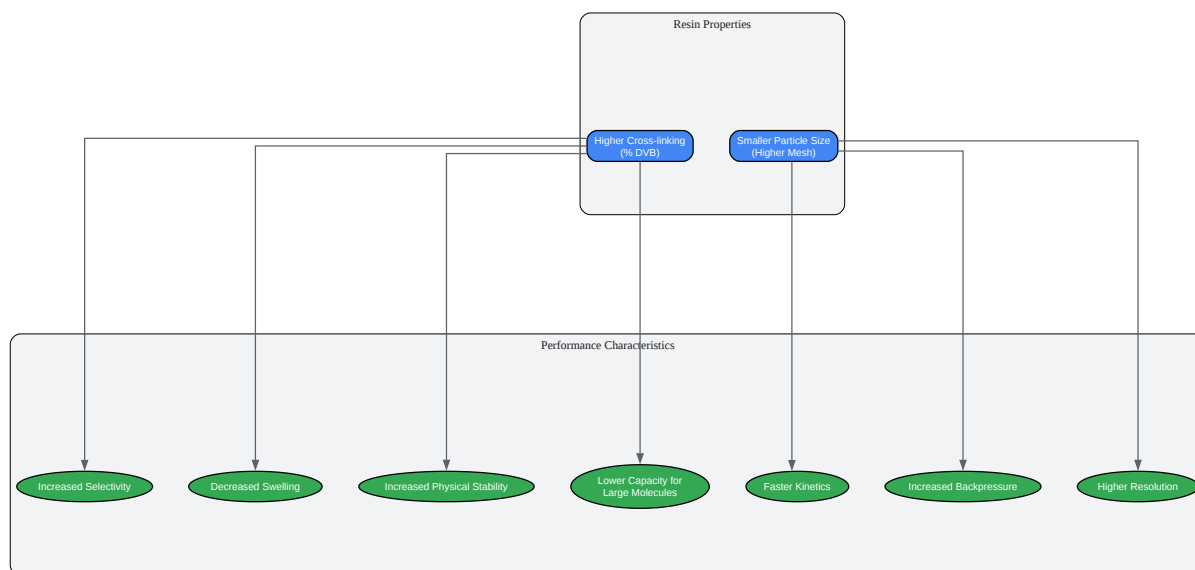 Resin Properties
Higher Cross-linking
(% DVB)
Smaller Particle Size
(Higher Mesh)
Performance Characteristics
Increased Selectivity
Decreased Swelling
Increased Physical Stability
Lower Capacity for
Large Molecules
Faster Kinetics
Increased Backpressure
Higher Resolution